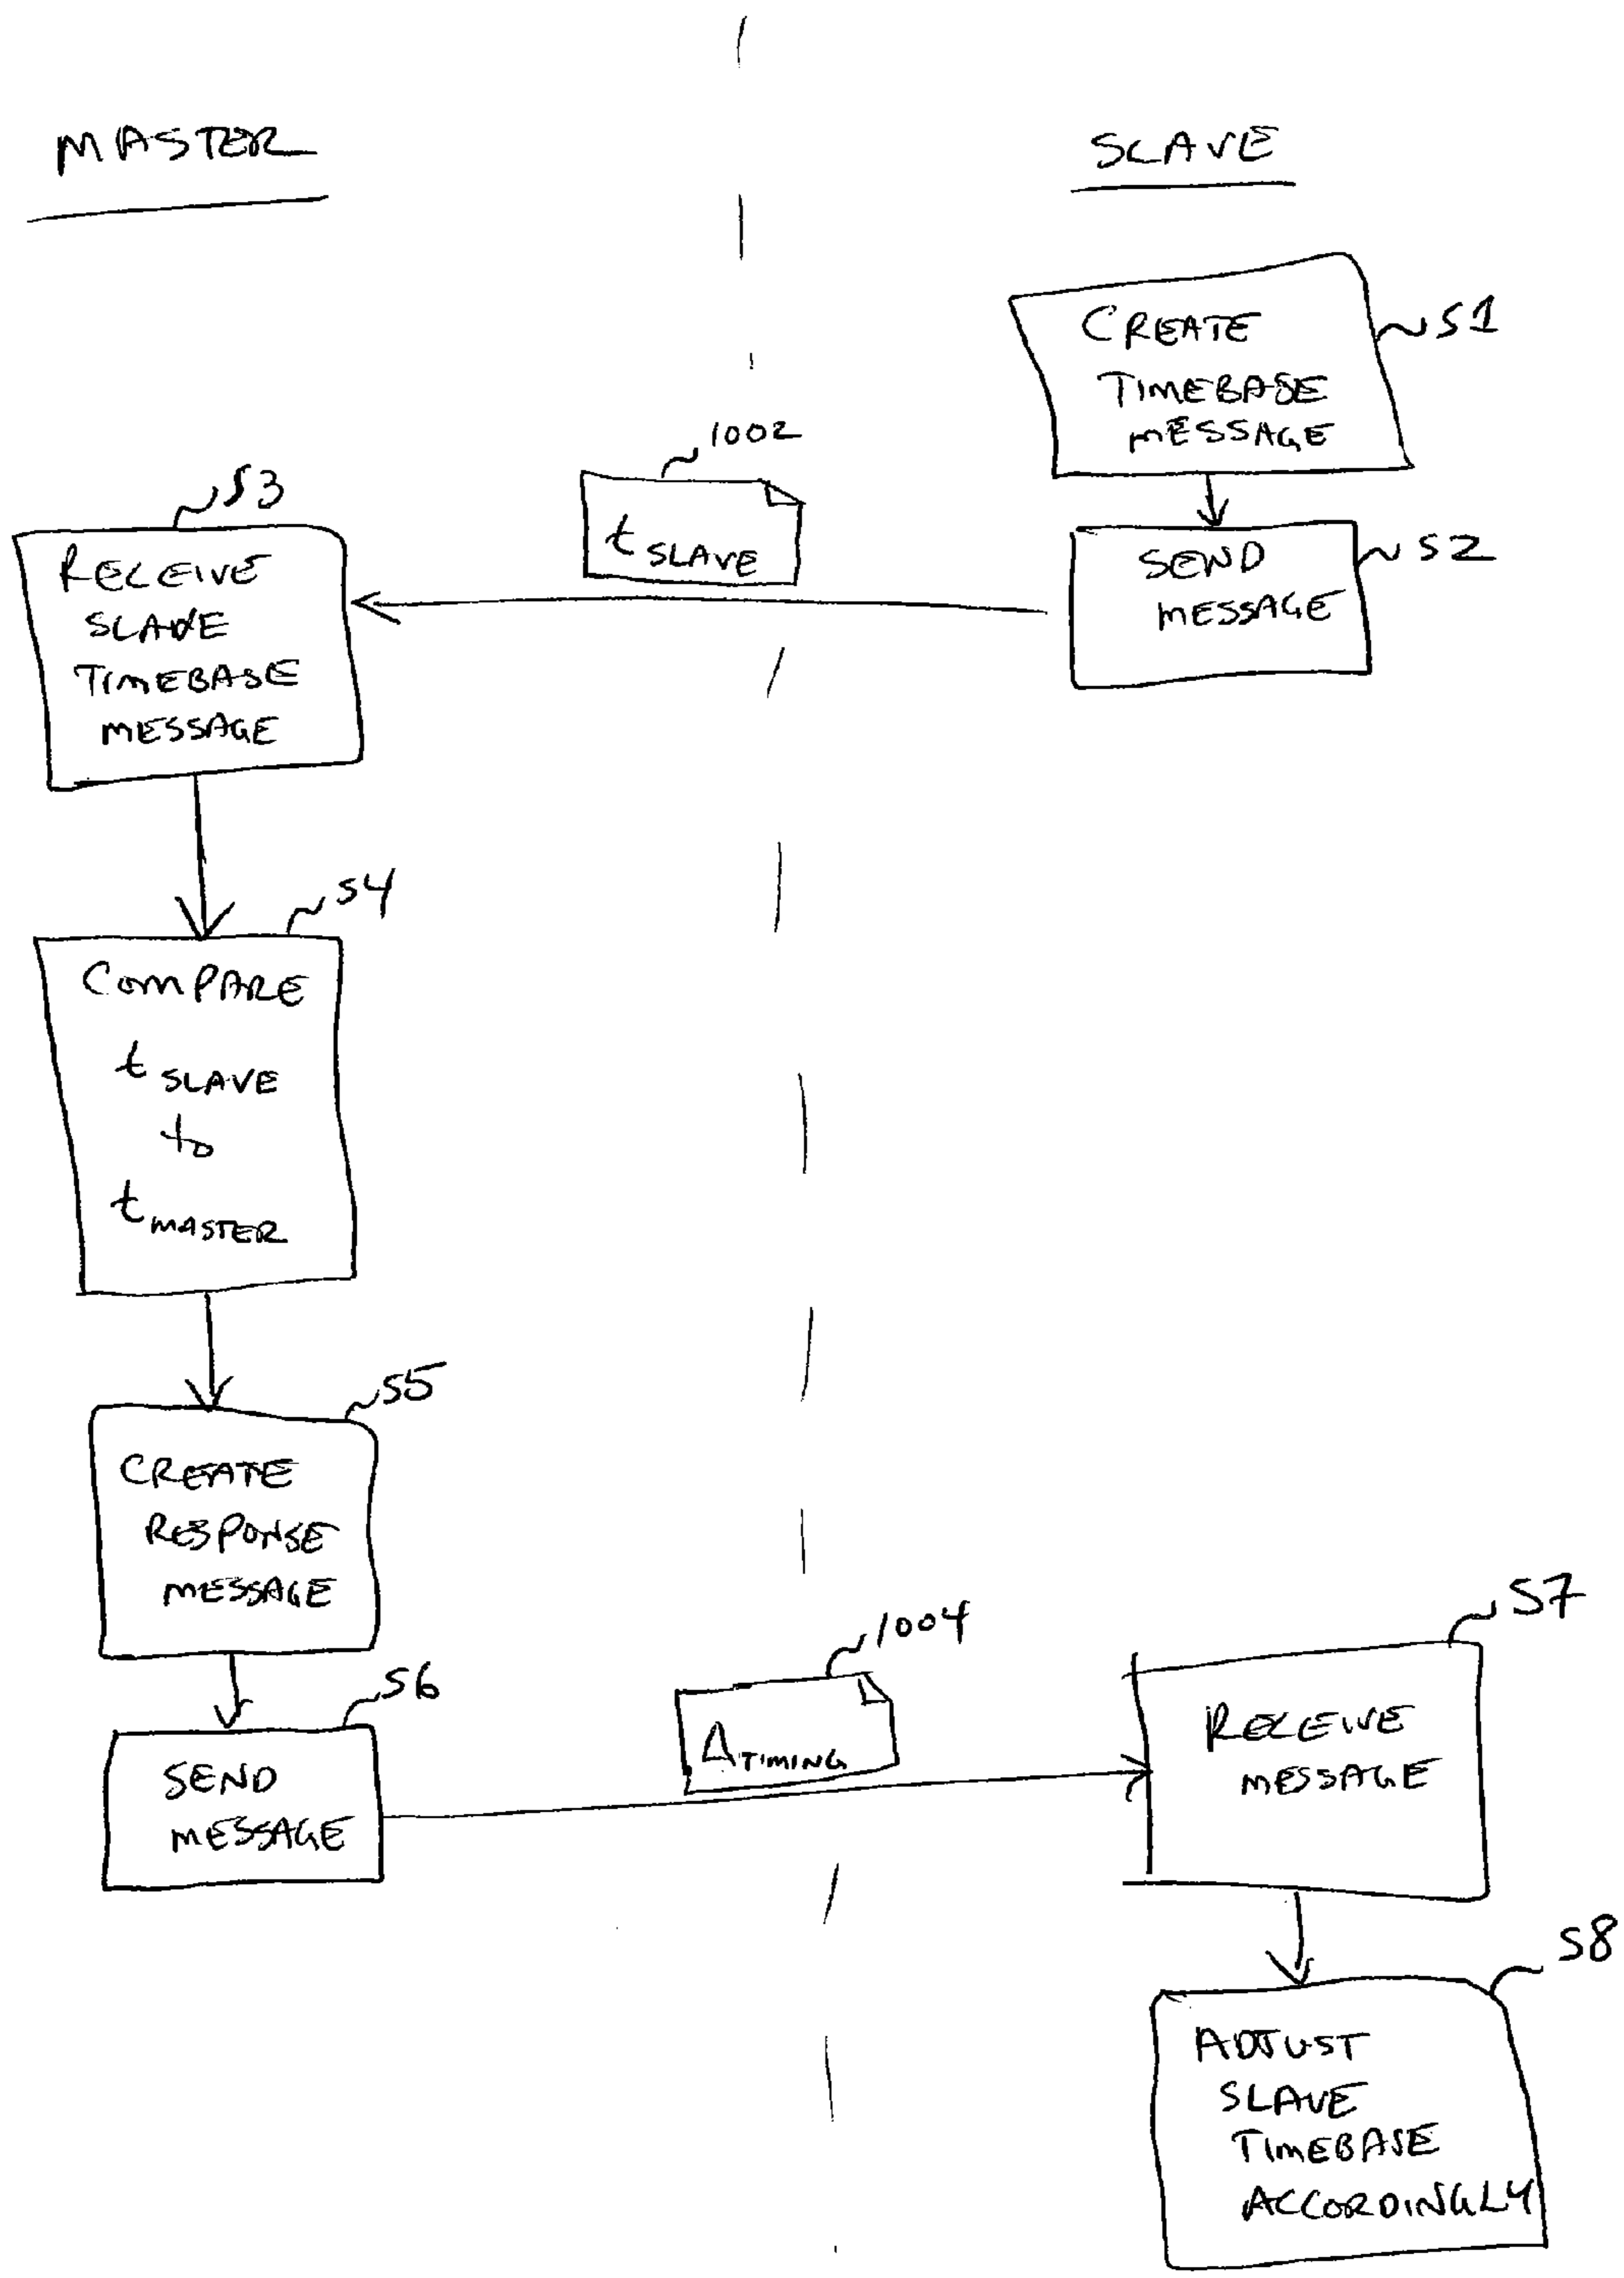 MASTER
SLAVE
CREATE
TIMEBASE
MESSAGE
S1
1002
t SLAVE
SEND
MESSAGE
S2
S3
RECEIVE
SLAVE
TIMEBASE
MESSAGE
S4
COMPARE
t SLAVE
to
t MASTER
S5
CREATE
RESPONSE
MESSAGE
S6
SEND
MESSAGE
1004
Δ TIMING
S7
RECEIVE
MESSAGE
S8
ADJUST
SLAVE
TIMEBASE
ACCORDINGLY